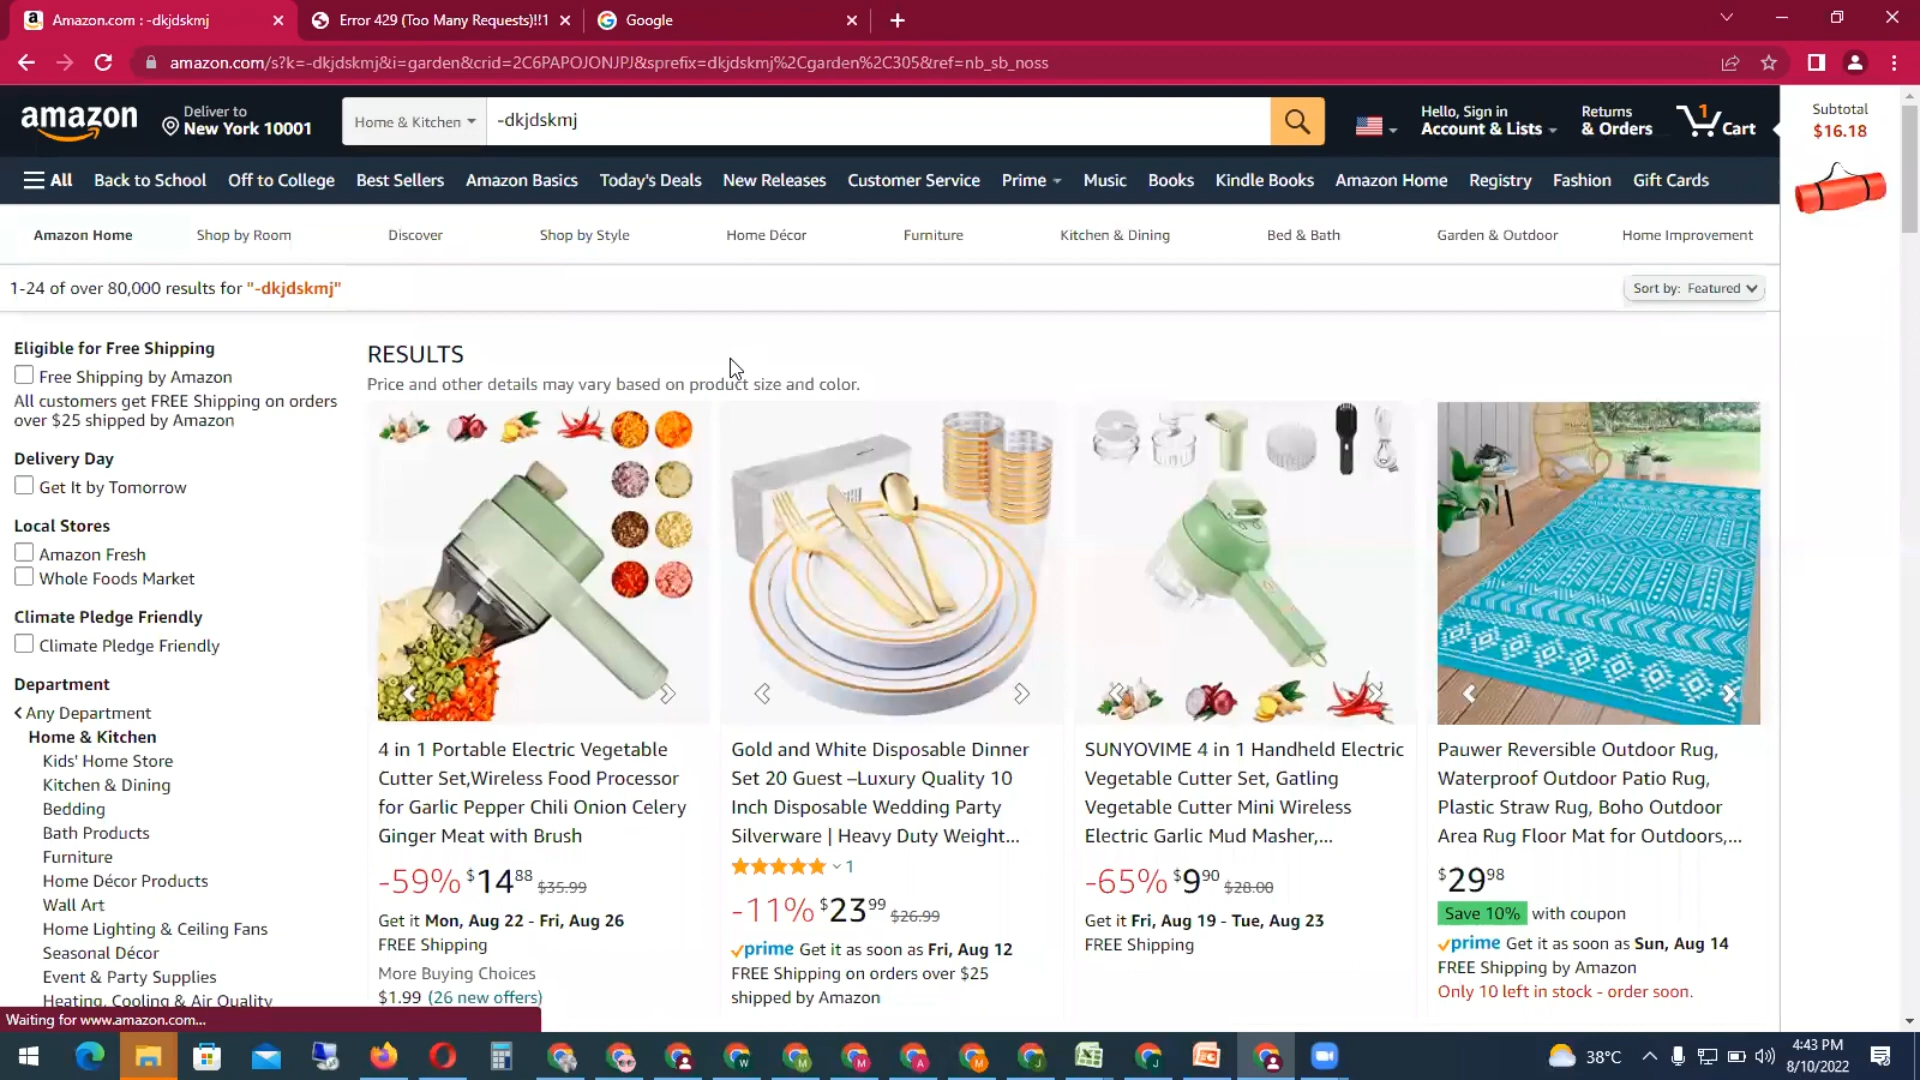 Amazon.com : -dkjdskmj
Error 429 (Too Many Requests)!!1
Google
amazon.com/s?k=-dkjdskmj&i=garden&crid=2C6PAPOJONJPJ&sprefix=dkjdskmj%2Cgarden%2C305&ref=nb_sb_noss
amazon
Deliver to
New York 10001
Home & Kitchen
-dkjdskmj
Hello, Sign in
Account & Lists
Returns
& Orders
1
Cart
Subtotal
$16.18
All
Back to School
Off to College
Best Sellers
Amazon Basics
Today's Deals
New Releases
Customer Service
Prime
Music
Books
Kindle Books
Amazon Home
Registry
Fashion
Gift Cards
Amazon Home
Shop by Room
Discover
Shop by Style
Home Décor
Furniture
Kitchen & Dining
Bed & Bath
Garden & Outdoor
Home Improvement
1-24 of over 80,000 results for "-dkjdskmj"
Sort by: Featured
Eligible for Free Shipping
Free Shipping by Amazon
All customers get FREE Shipping on orders
over $25 shipped by Amazon
Delivery Day
Get It by Tomorrow
Local Stores
Amazon Fresh
Whole Foods Market
Climate Pledge Friendly
Climate Pledge Friendly
Department
Any Department
Home & Kitchen
Kids' Home Store
Kitchen & Dining
Bedding
Bath Products
Furniture
Home Décor Products
Wall Art
Home Lighting & Ceiling Fans
Seasonal Décor
Event & Party Supplies
Heating, Cooling & Air Quality
RESULTS
Price and other details may vary based on product size and color.
4 in 1 Portable Electric Vegetable
Cutter Set,Wireless Food Processor
for Garlic Pepper Chili Onion Celery
Ginger Meat with Brush
-59% $14.88 $35.99
Get it Mon, Aug 22 - Fri, Aug 26
FREE Shipping
More Buying Choices
$1.99 (26 new offers)
Gold and White Disposable Dinner
Set 20 Guest –Luxury Quality 10
Inch Disposable Wedding Party
Silverware | Heavy Duty Weight...
1
-11% $23.99 $26.99
prime Get it as soon as Fri, Aug 12
FREE Shipping on orders over $25
shipped by Amazon
SUNYOVIME 4 in 1 Handheld Electric
Vegetable Cutter Set, Gatling
Vegetable Cutter Mini Wireless
Electric Garlic Mud Masher,...
-65% $9.90 $28.00
Get it Fri, Aug 19 - Tue, Aug 23
FREE Shipping
Pauwer Reversible Outdoor Rug,
Waterproof Outdoor Patio Rug,
Plastic Straw Rug, Boho Outdoor
Area Rug Floor Mat for Outdoors,...
$29.98
Save 10% with coupon
prime Get it as soon as Sun, Aug 14
FREE Shipping by Amazon
Only 10 left in stock - order soon.
Waiting for www.amazon.com...
38°C
4:43 PM
8/10/2022